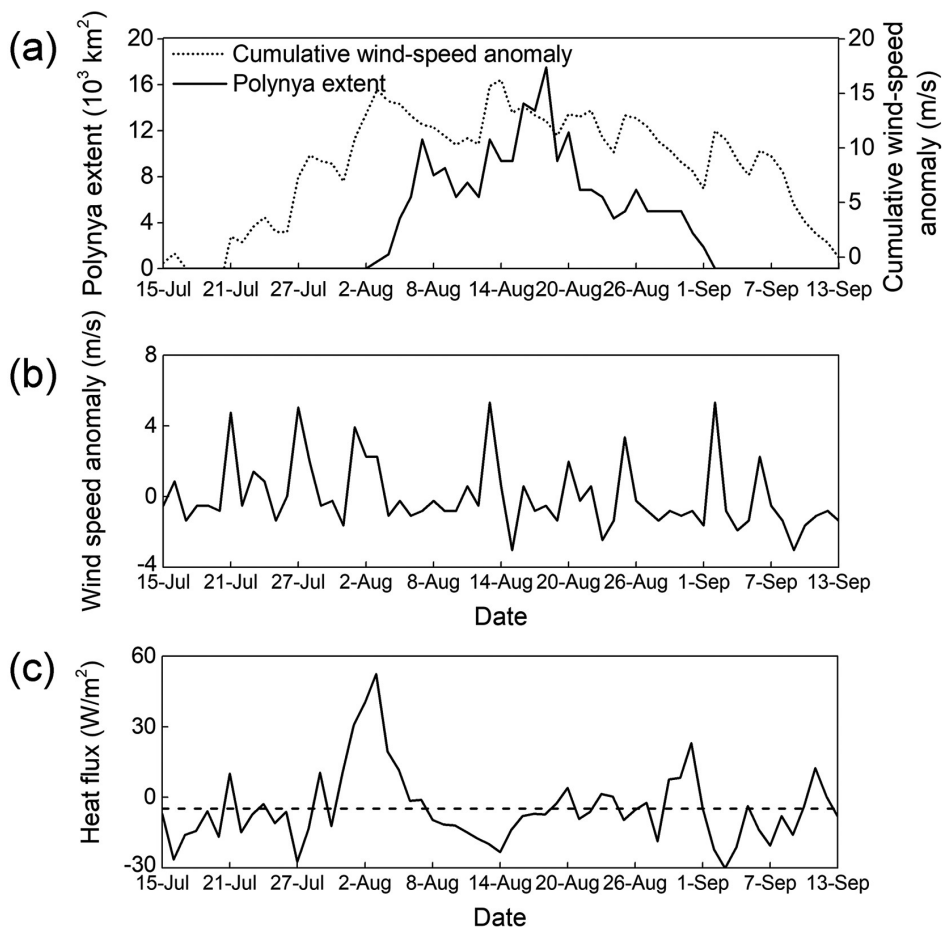 (a)
Polynya extent (10³ km²)
20
16
12
8
4
0
Cumulative wind-speed anomaly
Polynya extent
20
15
10
5
0
Cumulative wind-speed
anomaly (m/s)
15-Jul 21-Jul 27-Jul 2-Aug 8-Aug 14-Aug 20-Aug 26-Aug 1-Sep 7-Sep 13-Sep
(b)
Wind speed anomaly (m/s)
8
4
0
-4
15-Jul 21-Jul 27-Jul 2-Aug 8-Aug 14-Aug 20-Aug 26-Aug 1-Sep 7-Sep 13-Sep
Date
(c)
Heat flux (W/m²)
60
30
0
-30
15-Jul 21-Jul 27-Jul 2-Aug 8-Aug 14-Aug 20-Aug 26-Aug 1-Sep 7-Sep 13-Sep
Date